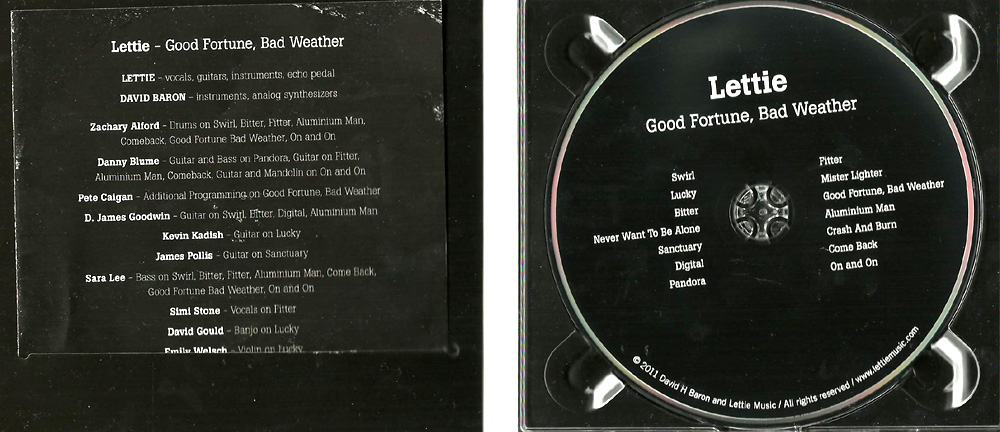 Lettie – Good Fortune, Bad Weather
LETTIE – vocals, guitars, instruments, echo pedal
DAVID BARON – instruments, analog synthesizers
Zachary Alford – Drums on Swirl, Bitter, Fitter, Aluminium Man,
Comeback, Good Fortune Bad Weather, On and On
Danny Blume – Guitar and Bass on Pandora, Guitar on Fitter,
Aluminium Man, Comeback, Guitar and Mandolin on On and On
Pete Caigan – Additional Programming on Good Fortune, Bad Weather
D. James Goodwin – Guitar on Swirl, Bitter, Digital, Aluminium Man
Kevin Kadish – Guitar on Lucky
James Pollis – Guitar on Sanctuary
Sara Lee – Bass on Swirl, Bitter, Fitter, Aluminium Man, Come Back,
Good Fortune Bad Weather, On and On
Simi Stone – Vocals on Fitter
David Gould – Banjo on Lucky
Emily Welsch – Violin on Lucky
Lettie
Good Fortune, Bad Weather
Swirl
Lucky
Bitter
Never Want To Be Alone
Sanctuary
Digital
Pandora
Fitter
Mister Lighter
Good Fortune, Bad Weather
Aluminium Man
Crash And Burn
Come Back
On and On
© 2011 David H Baron and Lettie Music / All rights reserved / www.lettiemusic.com